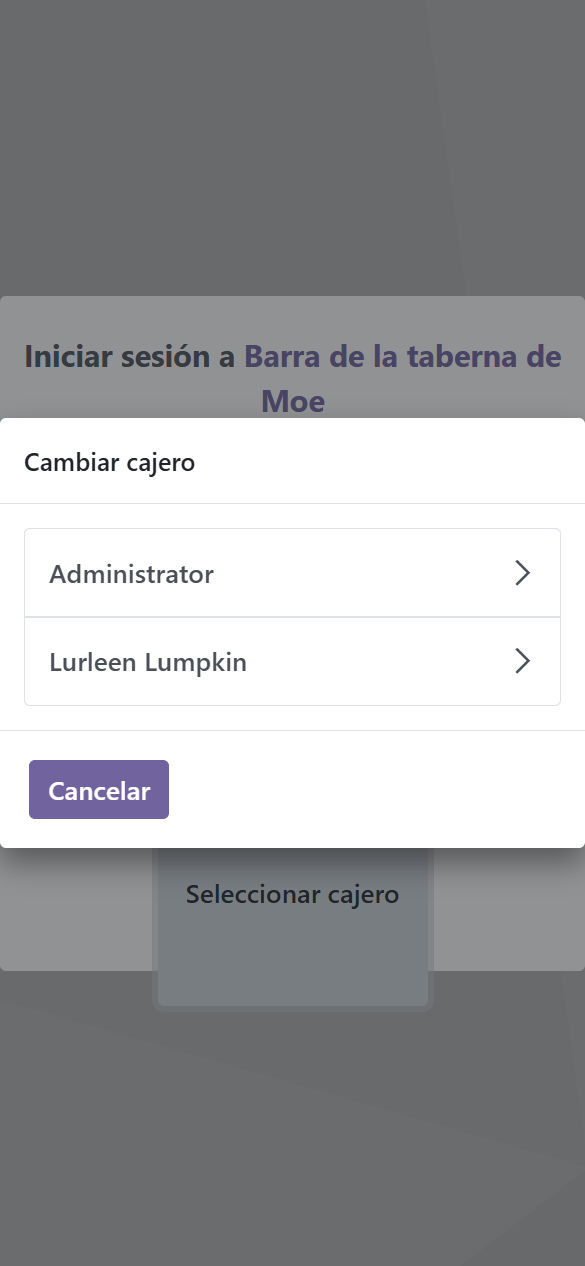 Iniciar sesión a Barra de la taberna de
Moe
Cambiar cajero
Administrator
Lurleen Lumpkin
Cancelar
Seleccionar cajero